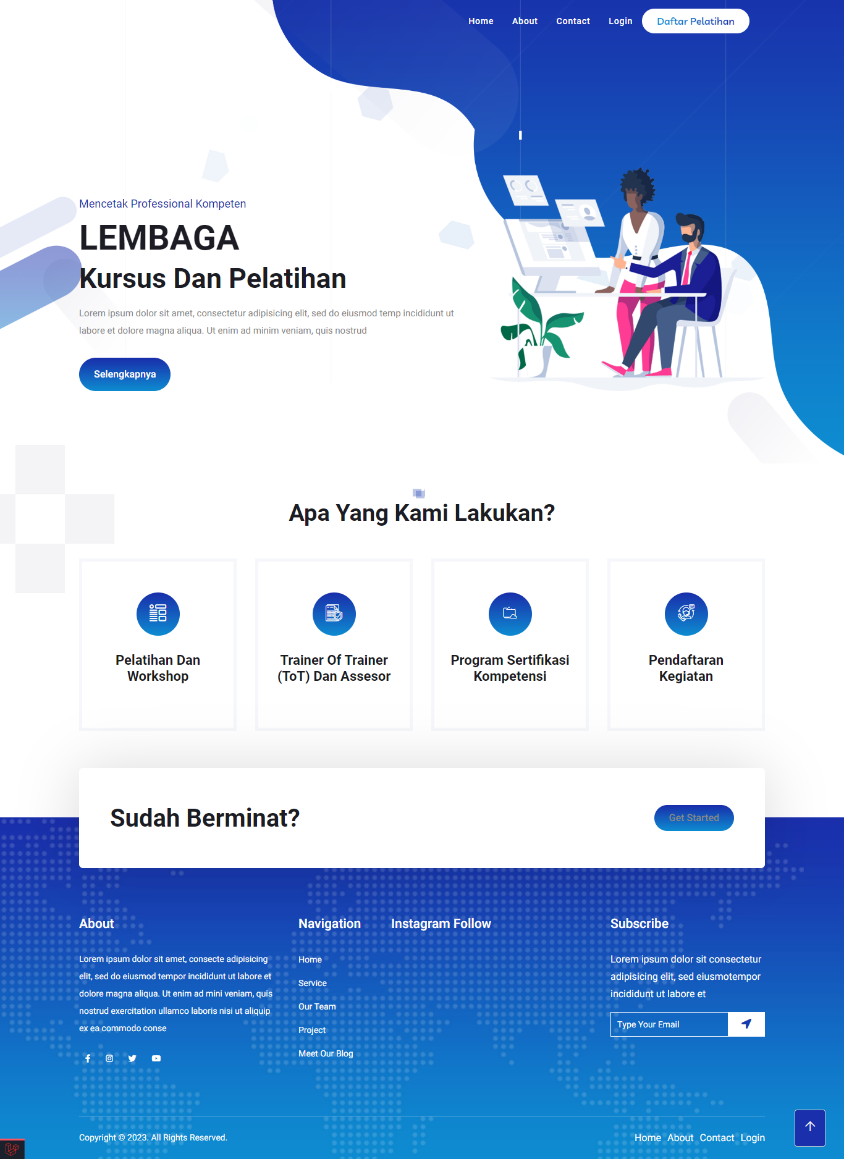 Home About Contact Login Daftar Pelatihan
Mencetak Professional Kompeten
LEMBAGA
Kursus Dan Pelatihan
Lorem ipsum dolor sit amet, consectetur adipisicing elit, sed do eiusmod temp incididunt ut
labore et dolore magna aliqua. Ut enim ad minim veniam, quis nostrud
Selengkapnya
Apa Yang Kami Lakukan?
Pelatihan Dan
Workshop
Trainer Of Trainer
(ToT) Dan Assesor
Program Sertifikasi
Kompetensi
Pendaftaran
Kegiatan
Sudah Berminat?
Get Started
About
Lorem ipsum dolor sit amet, consecte adipisicing
elit, sed do eiusmod tempor incididunt ut labore et
dolore magna aliqua. Ut enim ad mini veniam, quis
nostrud exercitation ullamco laboris nisi ut aliquip
ex ea commodo conse
Navigation
Home
Service
Our Team
Project
Meet Our Blog
Instagram Follow
Subscribe
Lorem ipsum dolor sit consectetur
adipisicing elit, sed eiusmotempor
incididunt ut labore et
Type Your Email
Copyright © 2023. All Rights Reserved.
Home About Contact Login